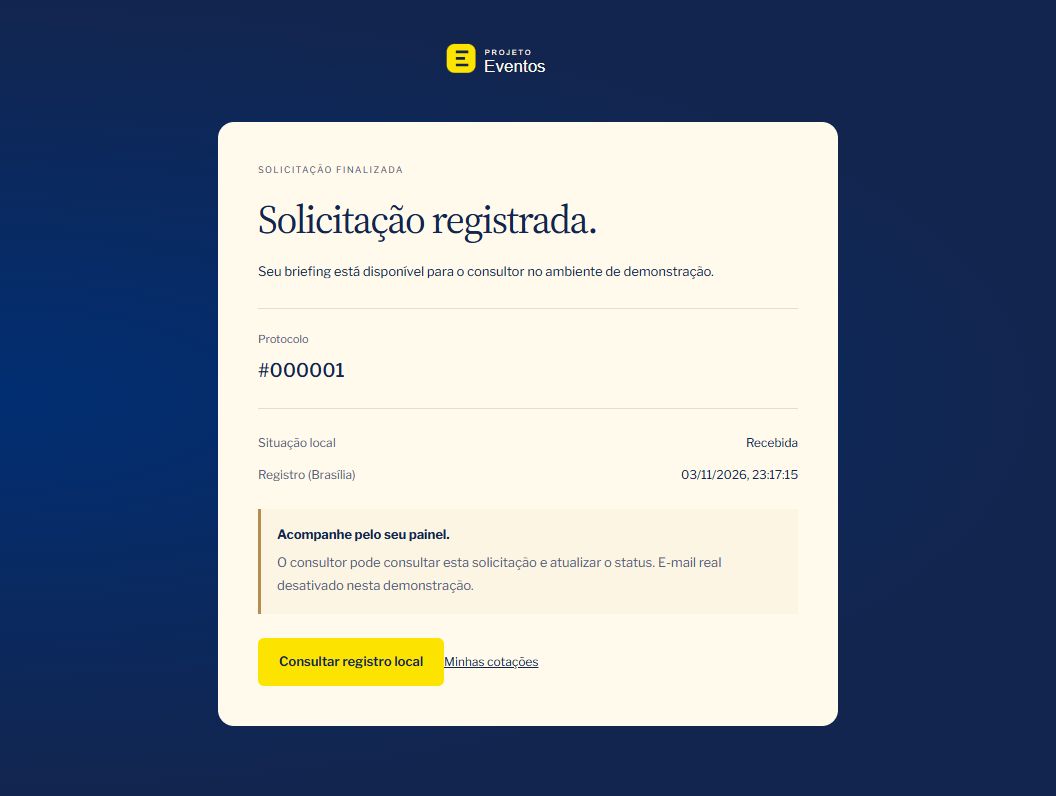 PROJETO
Eventos
SOLICITAÇÃO FINALIZADA
Solicitação registrada.
Seu briefing está disponível para o consultor no ambiente de demonstração.
Protocolo
#000001
Situação local Recebida
Registro (Brasília) 03/11/2026, 23:17:15
Acompanhe pelo seu painel.
O consultor pode consultar esta solicitação e atualizar o status. E-mail real
desativado nesta demonstração.
Consultar registro local Minhas cotações